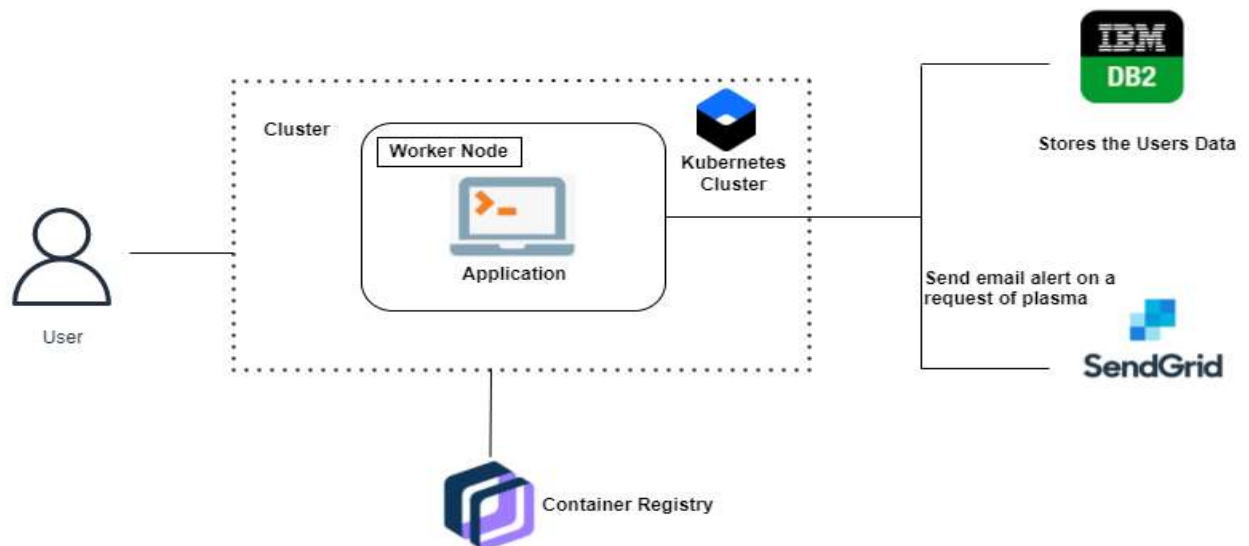 IBM
DB2
Stores the Users Data
Cluster
Worker Node
Kubernetes
Cluster
Application
User
Send email alert on a
request of plasma
SendGrid
Container Registry